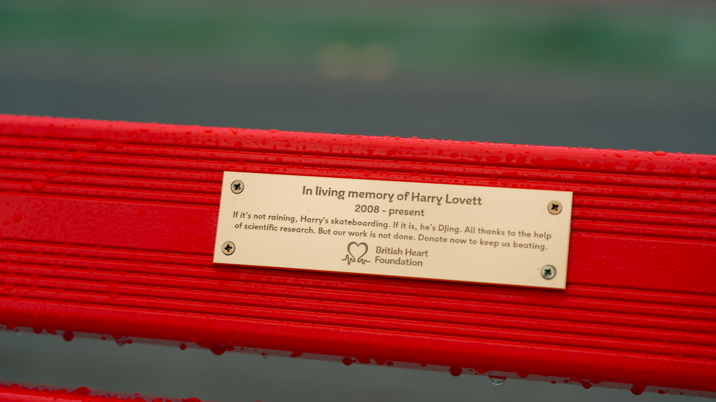 In living memory of Harry Lovett
2008 - present
If it's not raining, Harry's skateboarding. If it is, he's DJing. All thanks to the help
of scientific research. But our work is not done. Donate now to keep us beating.
British Heart
Foundation